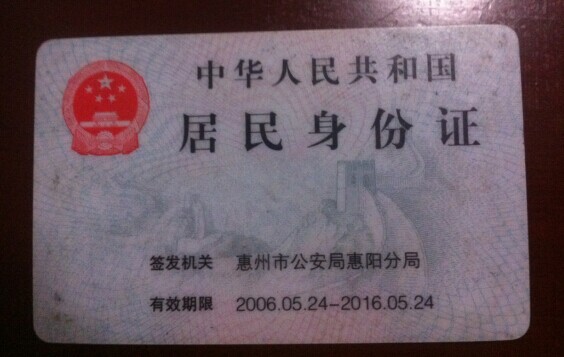 中华人民共和国
居民身份证
签发机关 惠州市公安局惠阳分局
有效期限 2006.05.24-2016.05.24